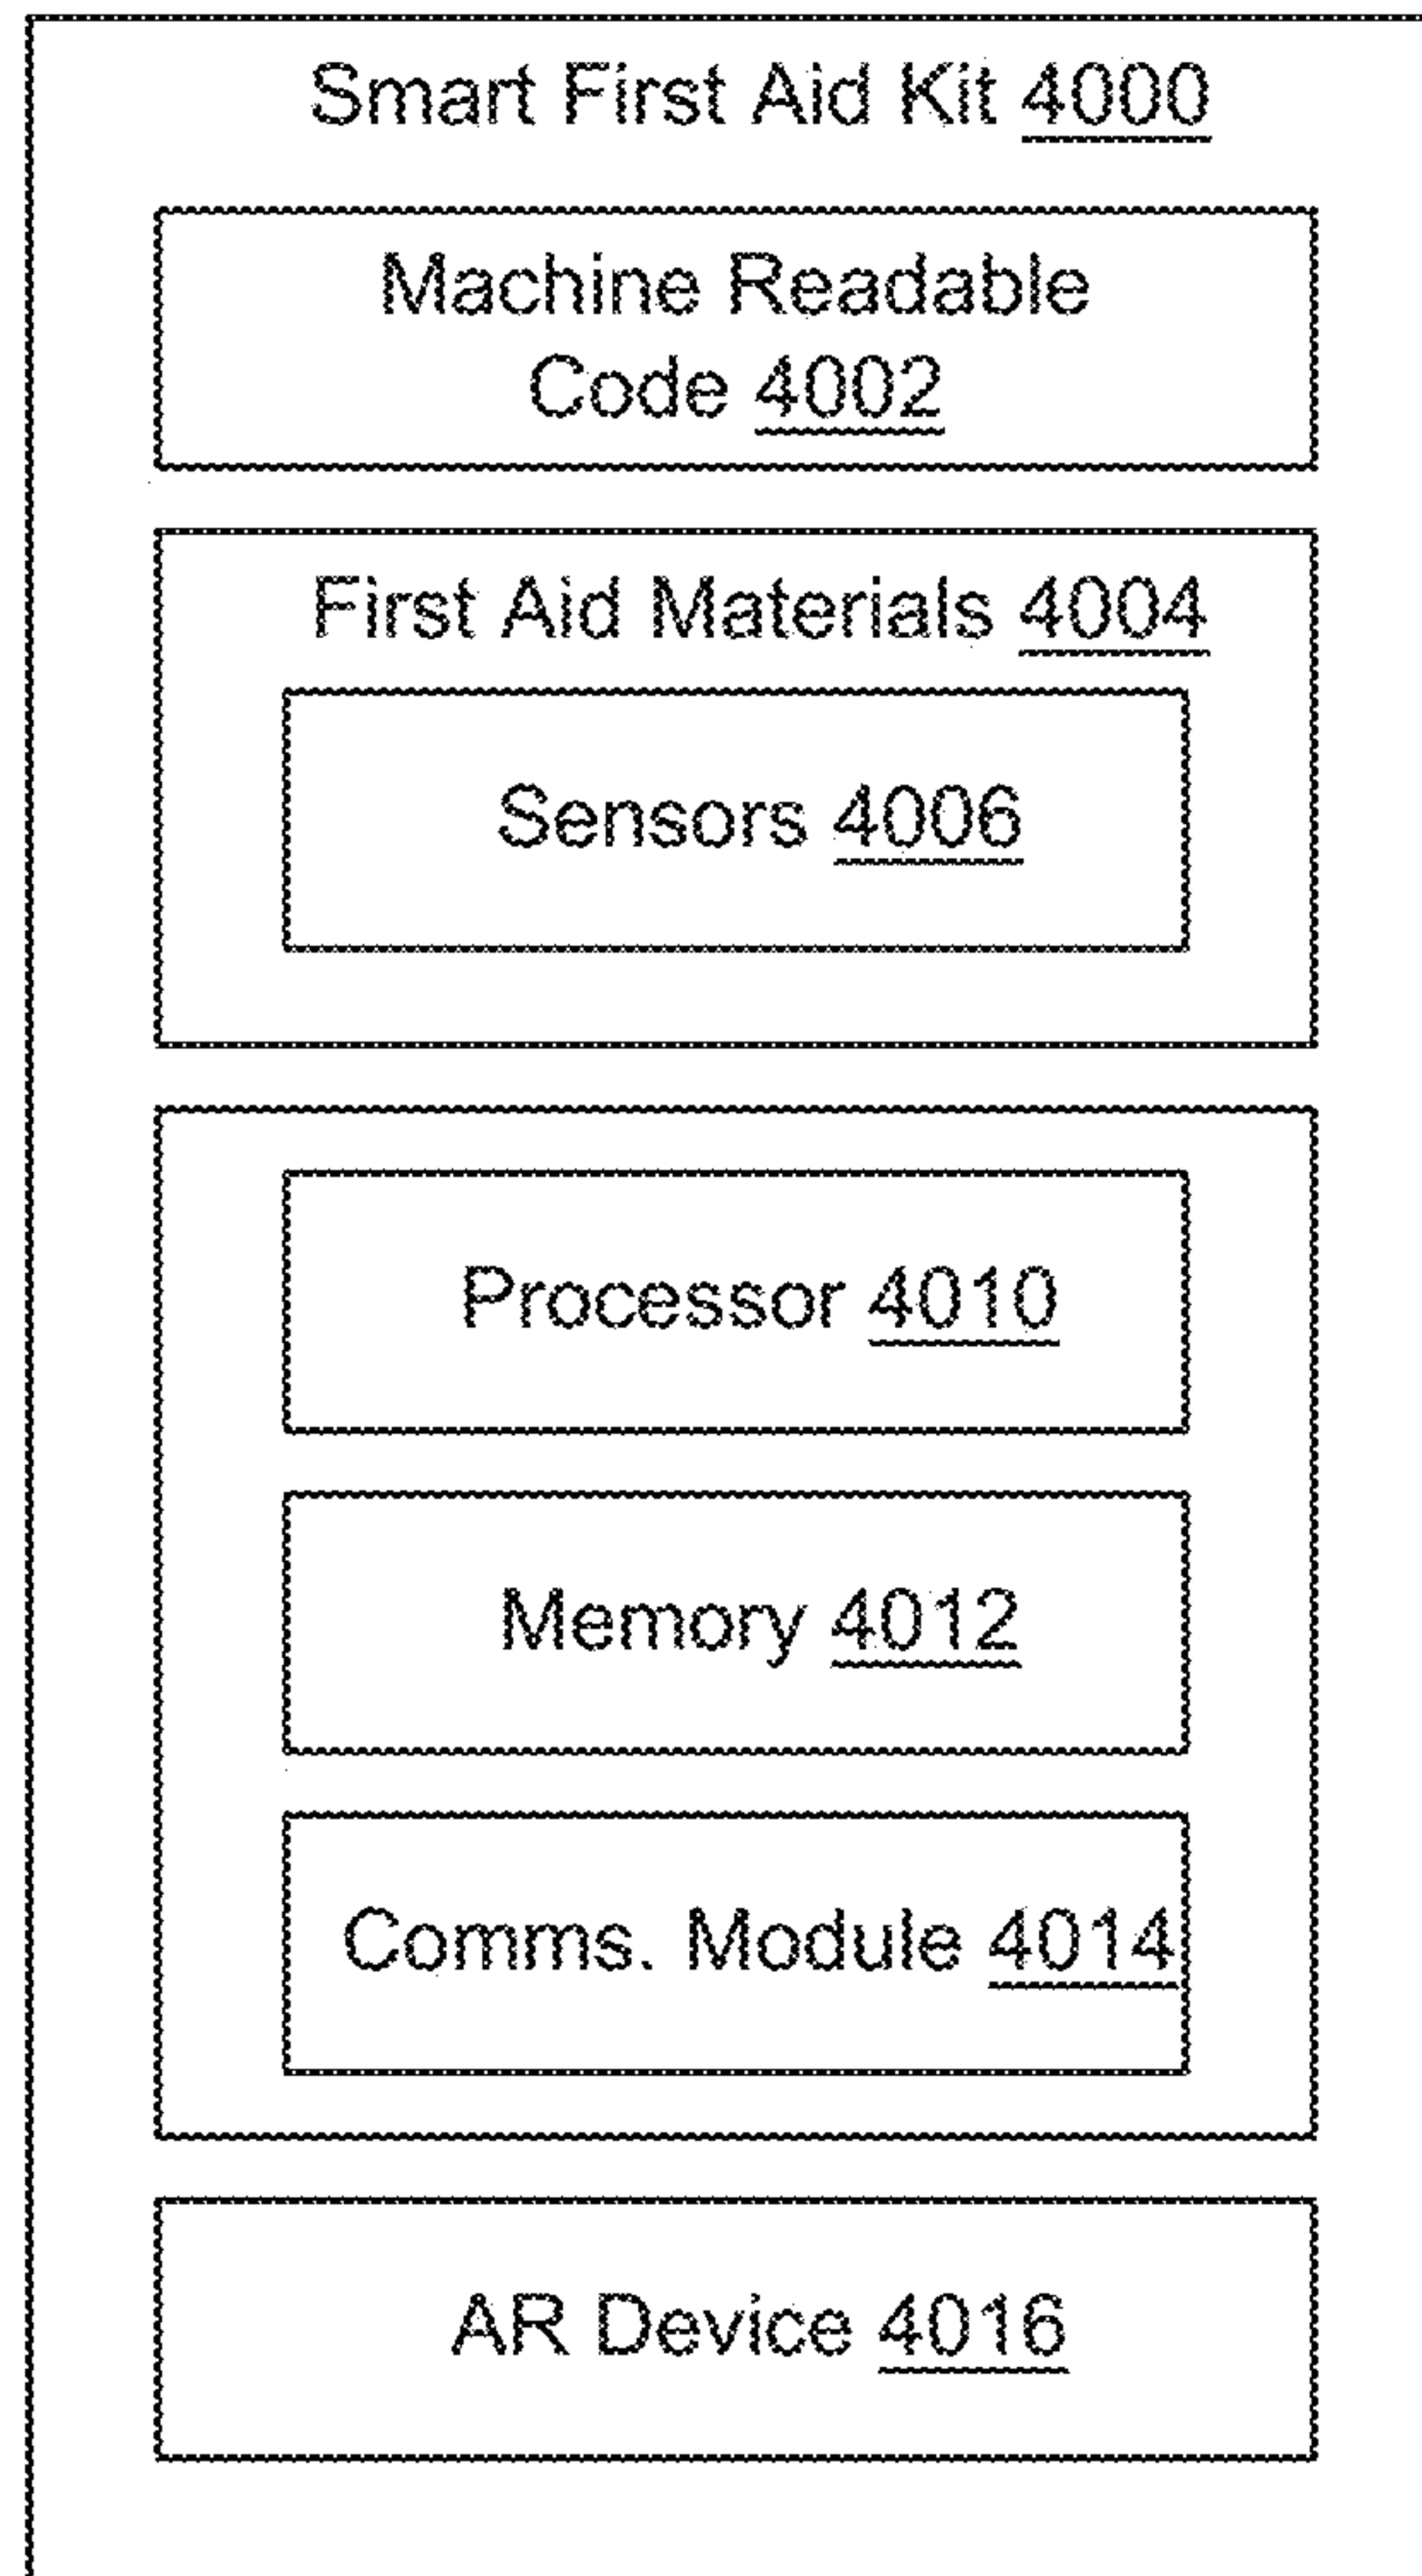 Smart First Aid Kit 4000
Machine Readable
Code 4002
First Aid Materials 4004
Sensors 4006
Processor 4010
Memory 4012
Comms. Module 4014
AR Device 4016